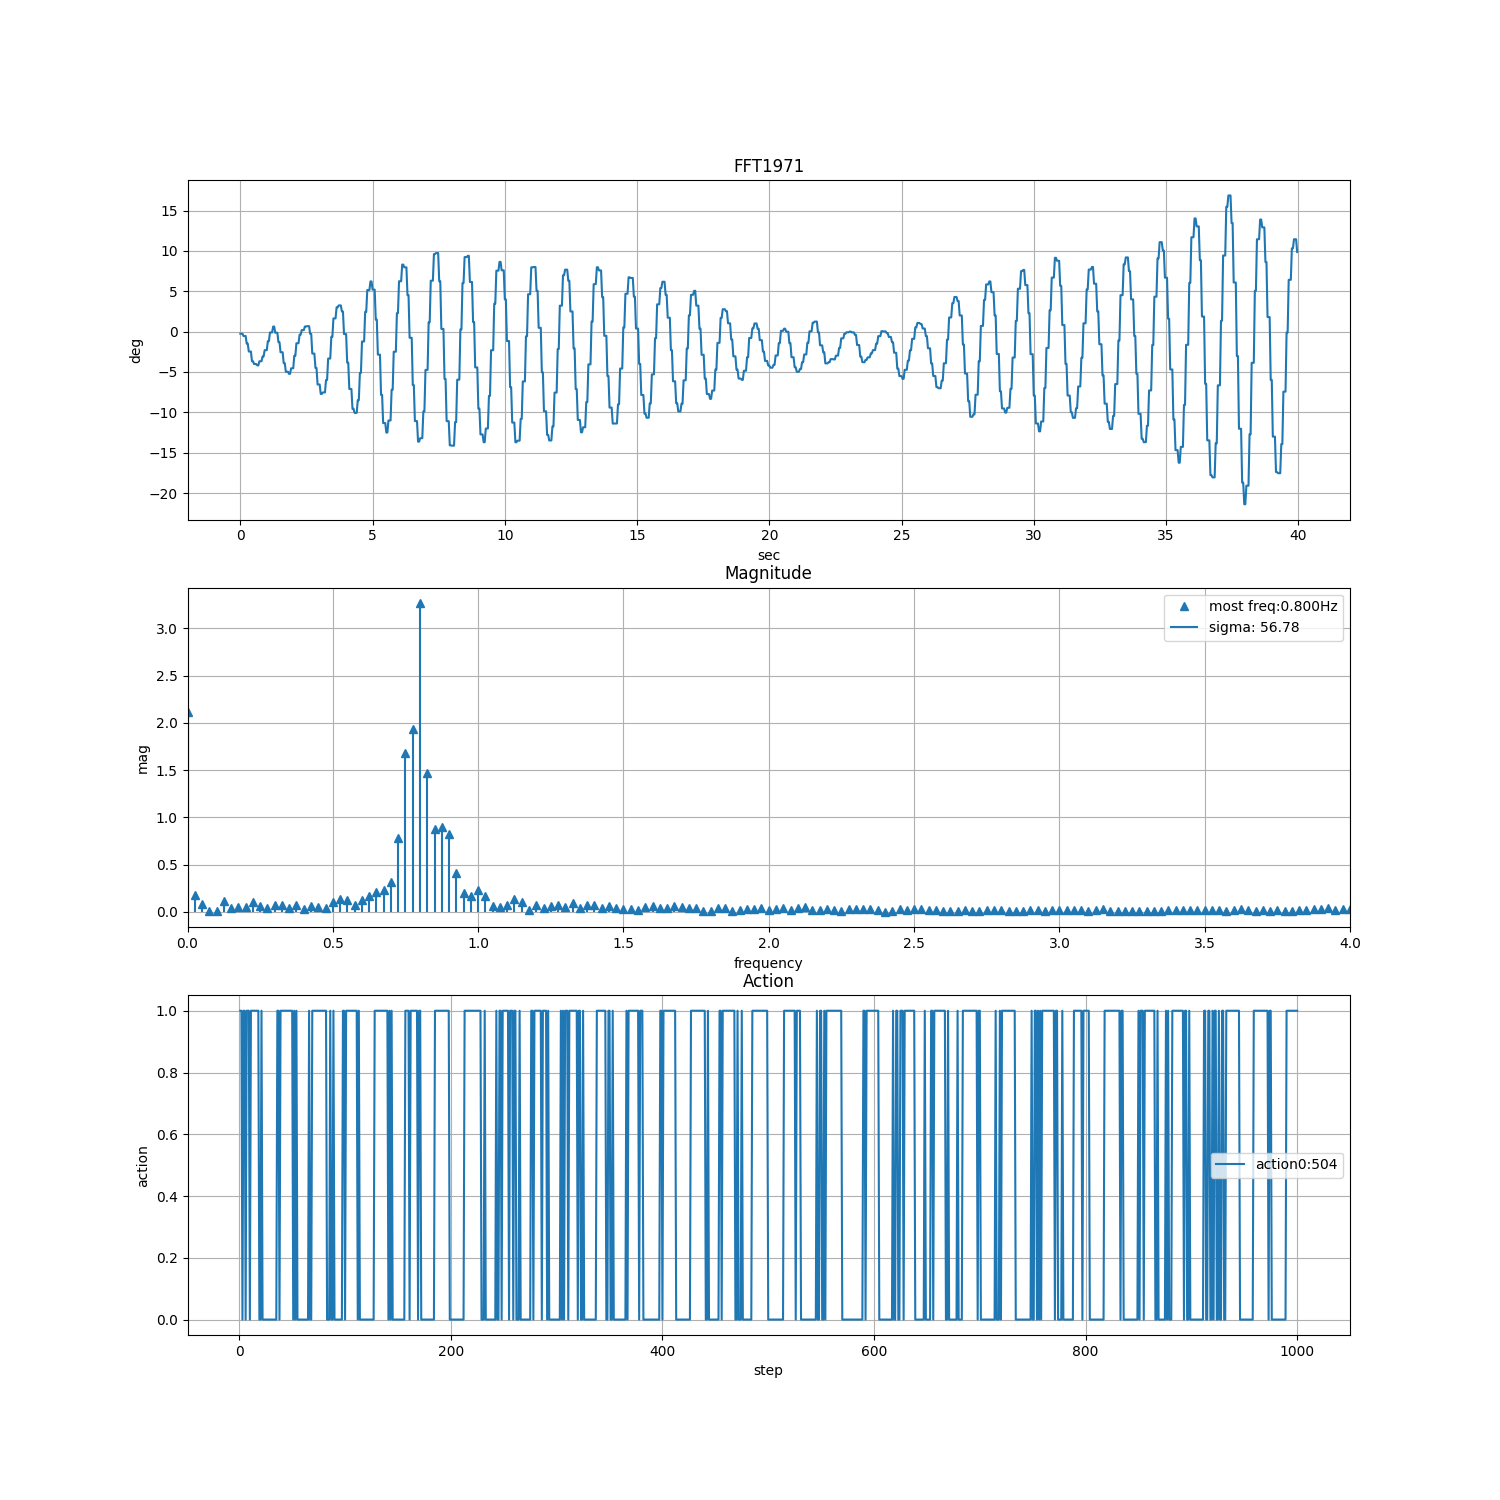 FFT1971
15
10
5
0
−5
−10
−15
−20
deg
0 5 10 15 20 25 30 35 40
sec
Magnitude
most freq:0.800Hz
sigma: 56.78
3.0
2.5
2.0
1.5
1.0
0.5
0.0
mag
0.0 0.5 1.0 1.5 2.0 2.5 3.0 3.5 4.0
frequency
Action
1.0
0.8
0.6
0.4
0.2
0.0
action
action0:504
0 200 400 600 800 1000
step